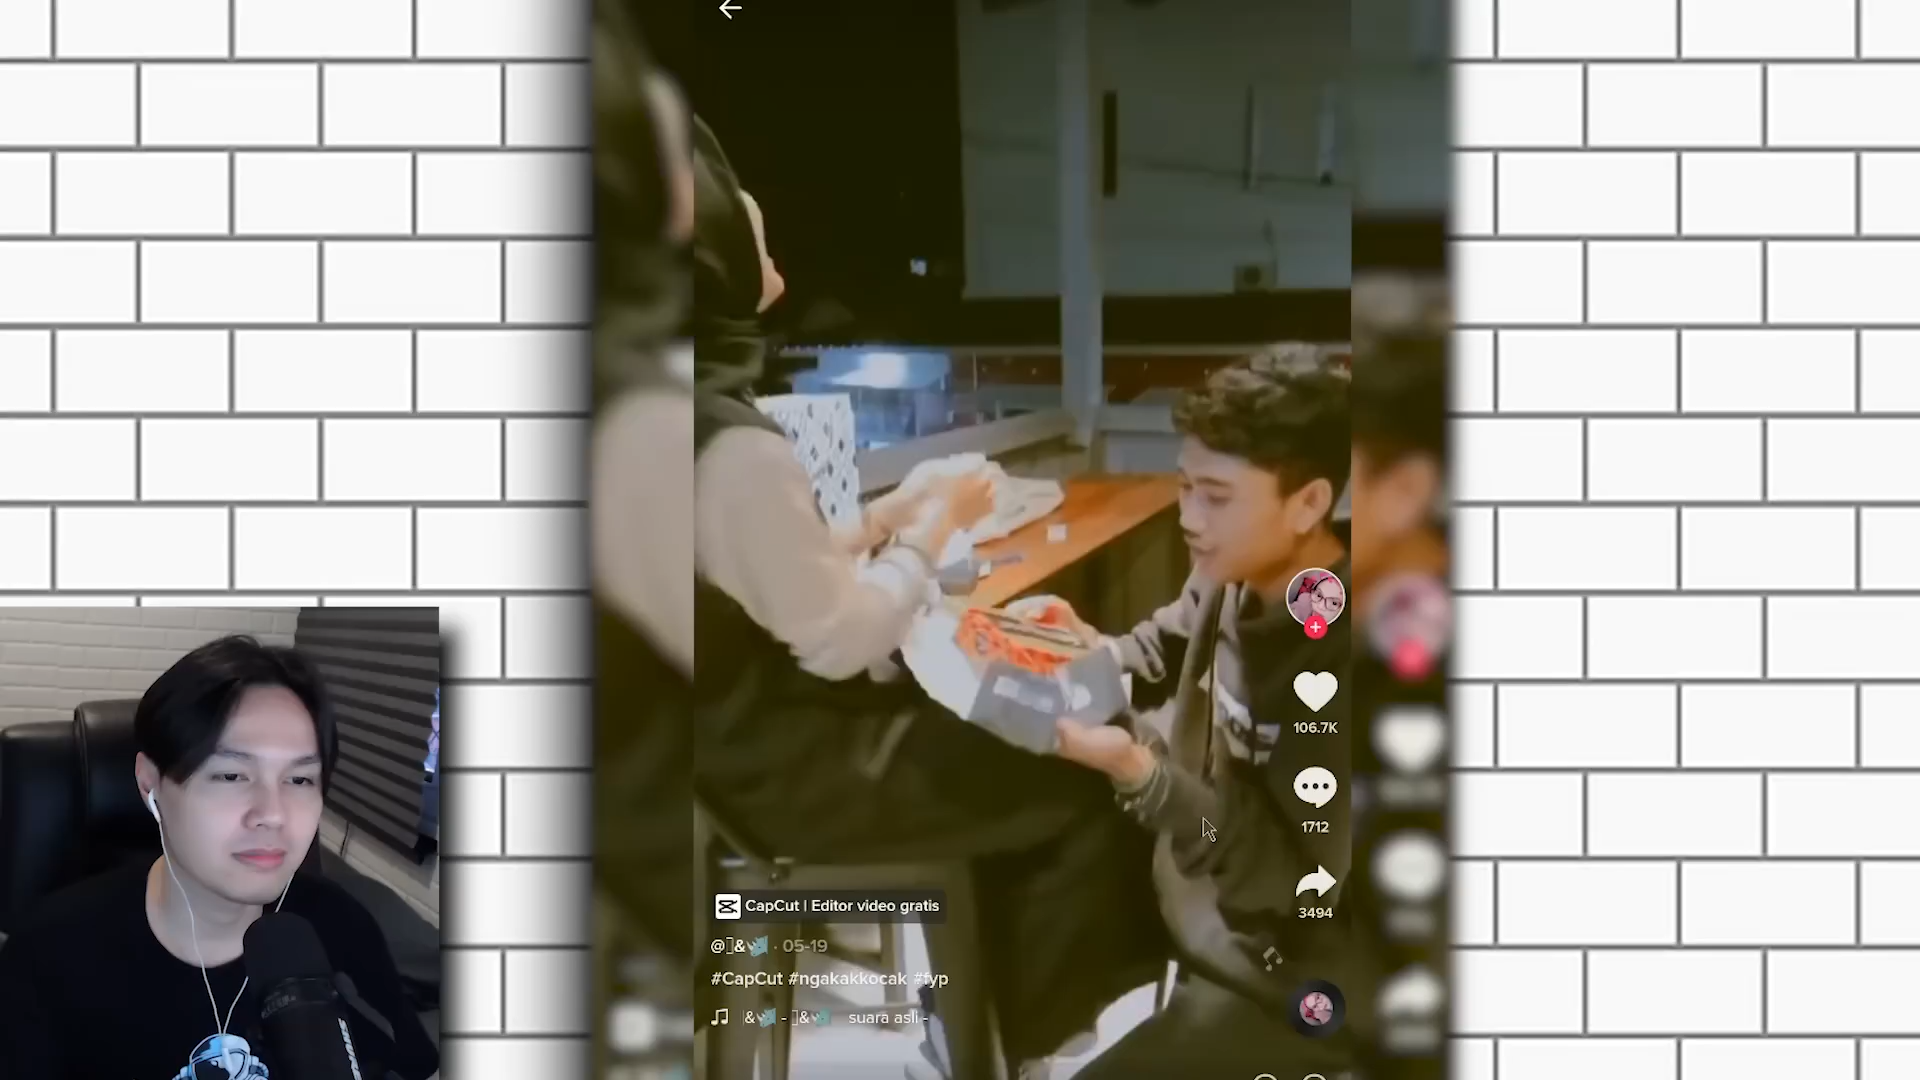 106.7K
1712
3494
CapCut | Editor video gratis
@ & · 05-19
#CapCut #ngakakkocak #fyp
& - & suara asli -